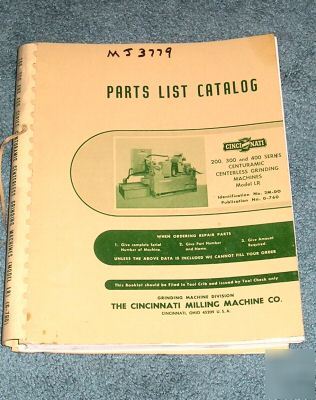 MJ 3779
PARTS LIST CATALOG
CINCINNATI
200, 300 and 400 SERIES
CENTURAMIC
CENTERLESS GRINDING
MACHINES
Model LR
Identification No. 2M-DO
Publication No. G-760
WHEN ORDERING REPAIR PARTS
1. Give complete Serial Number of Machine.
2. Give Part Number and Name.
3. Give Amount Required.
UNLESS THE ABOVE DATA IS INCLUDED WE CANNOT FILL YOUR ORDER
This Booklet should be filed in Tool Crib and issued by Tool Check only
GRINDING MACHINE DIVISION
THE CINCINNATI MILLING MACHINE CO.
CINCINNATI, OHIO 45209 U.S.A.